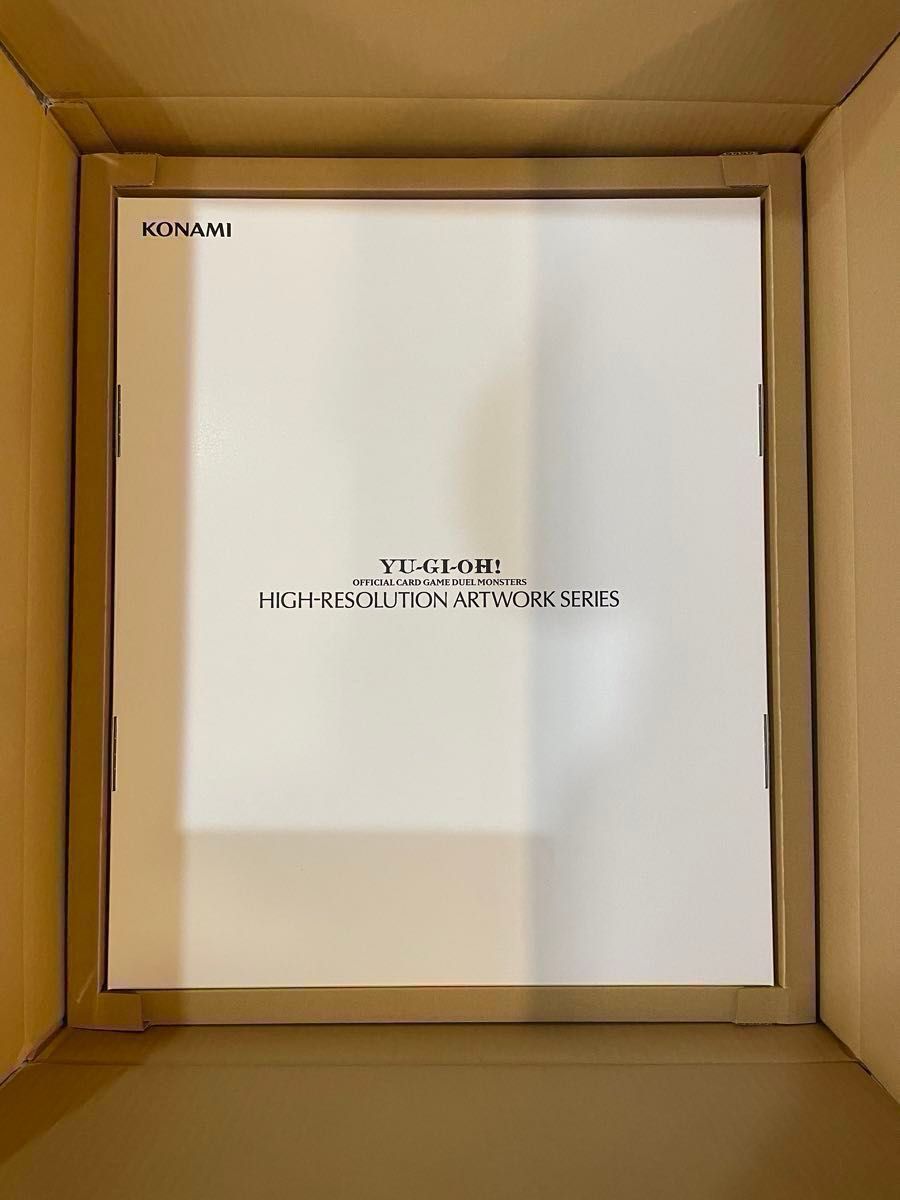 KONAMI
YU-GI-OH!
OFFICIAL CARD GAME DUEL MONSTERS
HIGH-RESOLUTION ARTWORK SERIES